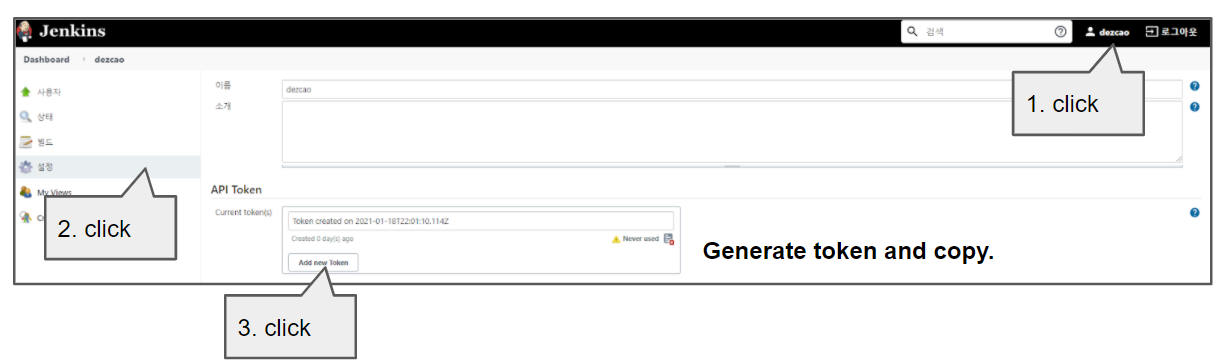 Jenkins
검색
dezcao
로그아웃
Dashboard
dezcao
사용자
상태
빌드
설정
My Views
이름
dezcao
소개
1. click
2. click
API Token
Current token(s)
Token created on 2021-01-18T22:01:10.114Z
Created 0 day(s) ago
Never used
Add new Token
Generate token and copy.
3. click